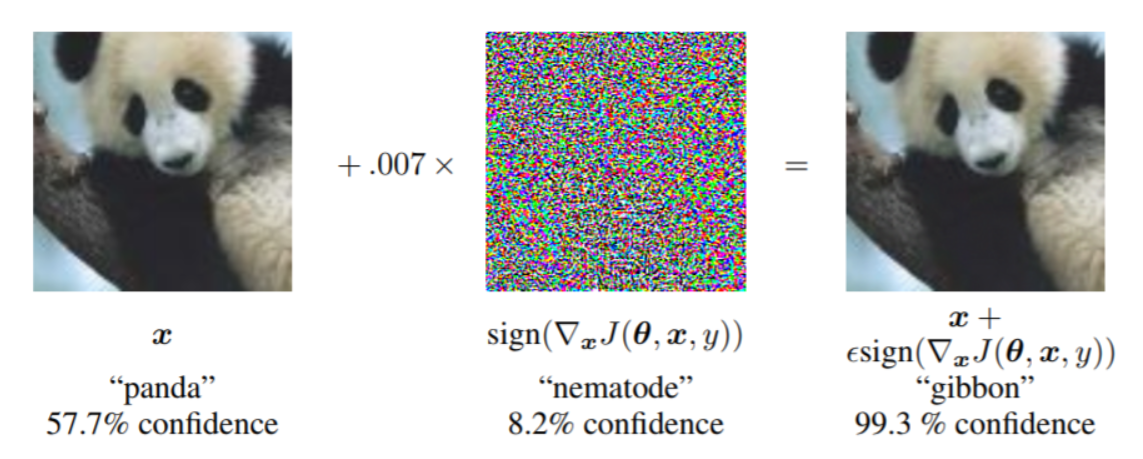 + .007 ×
=
x
sign(∇ₓJ(θ, x, y))
x +
ϵsign(∇ₓJ(θ, x, y))
“panda”
“nematode”
“gibbon”
57.7% confidence
8.2% confidence
99.3 % confidence